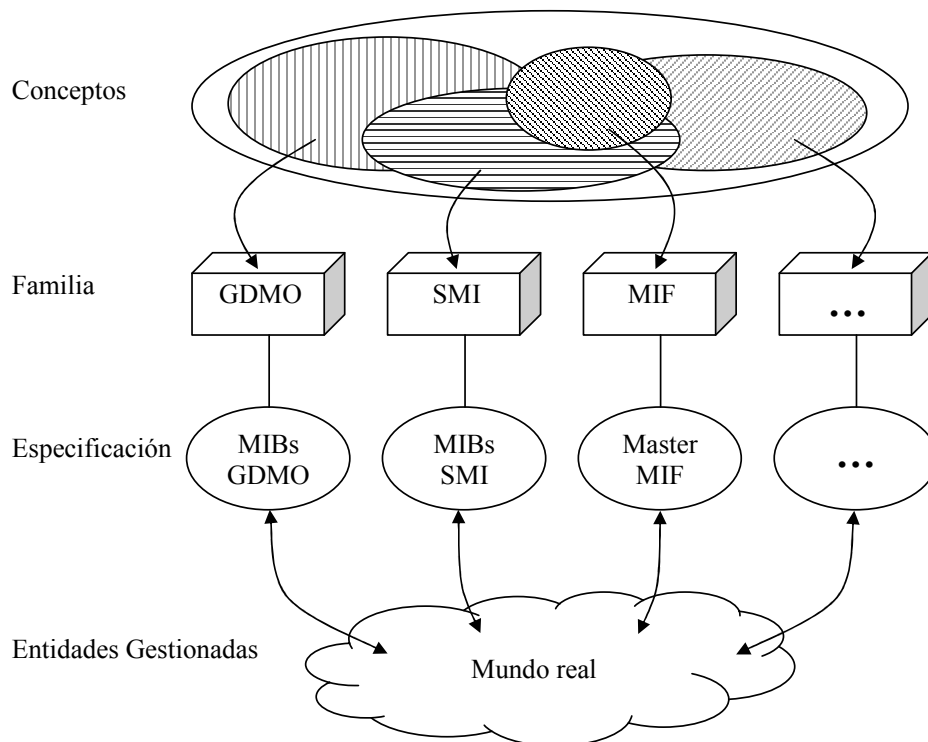 Conceptos
Familia
GDMO
SMI
MIF
...
Especificación
MIBs
GDMO
MIBs
SMI
Master
MIF
...
Entidades Gestionadas
Mundo real